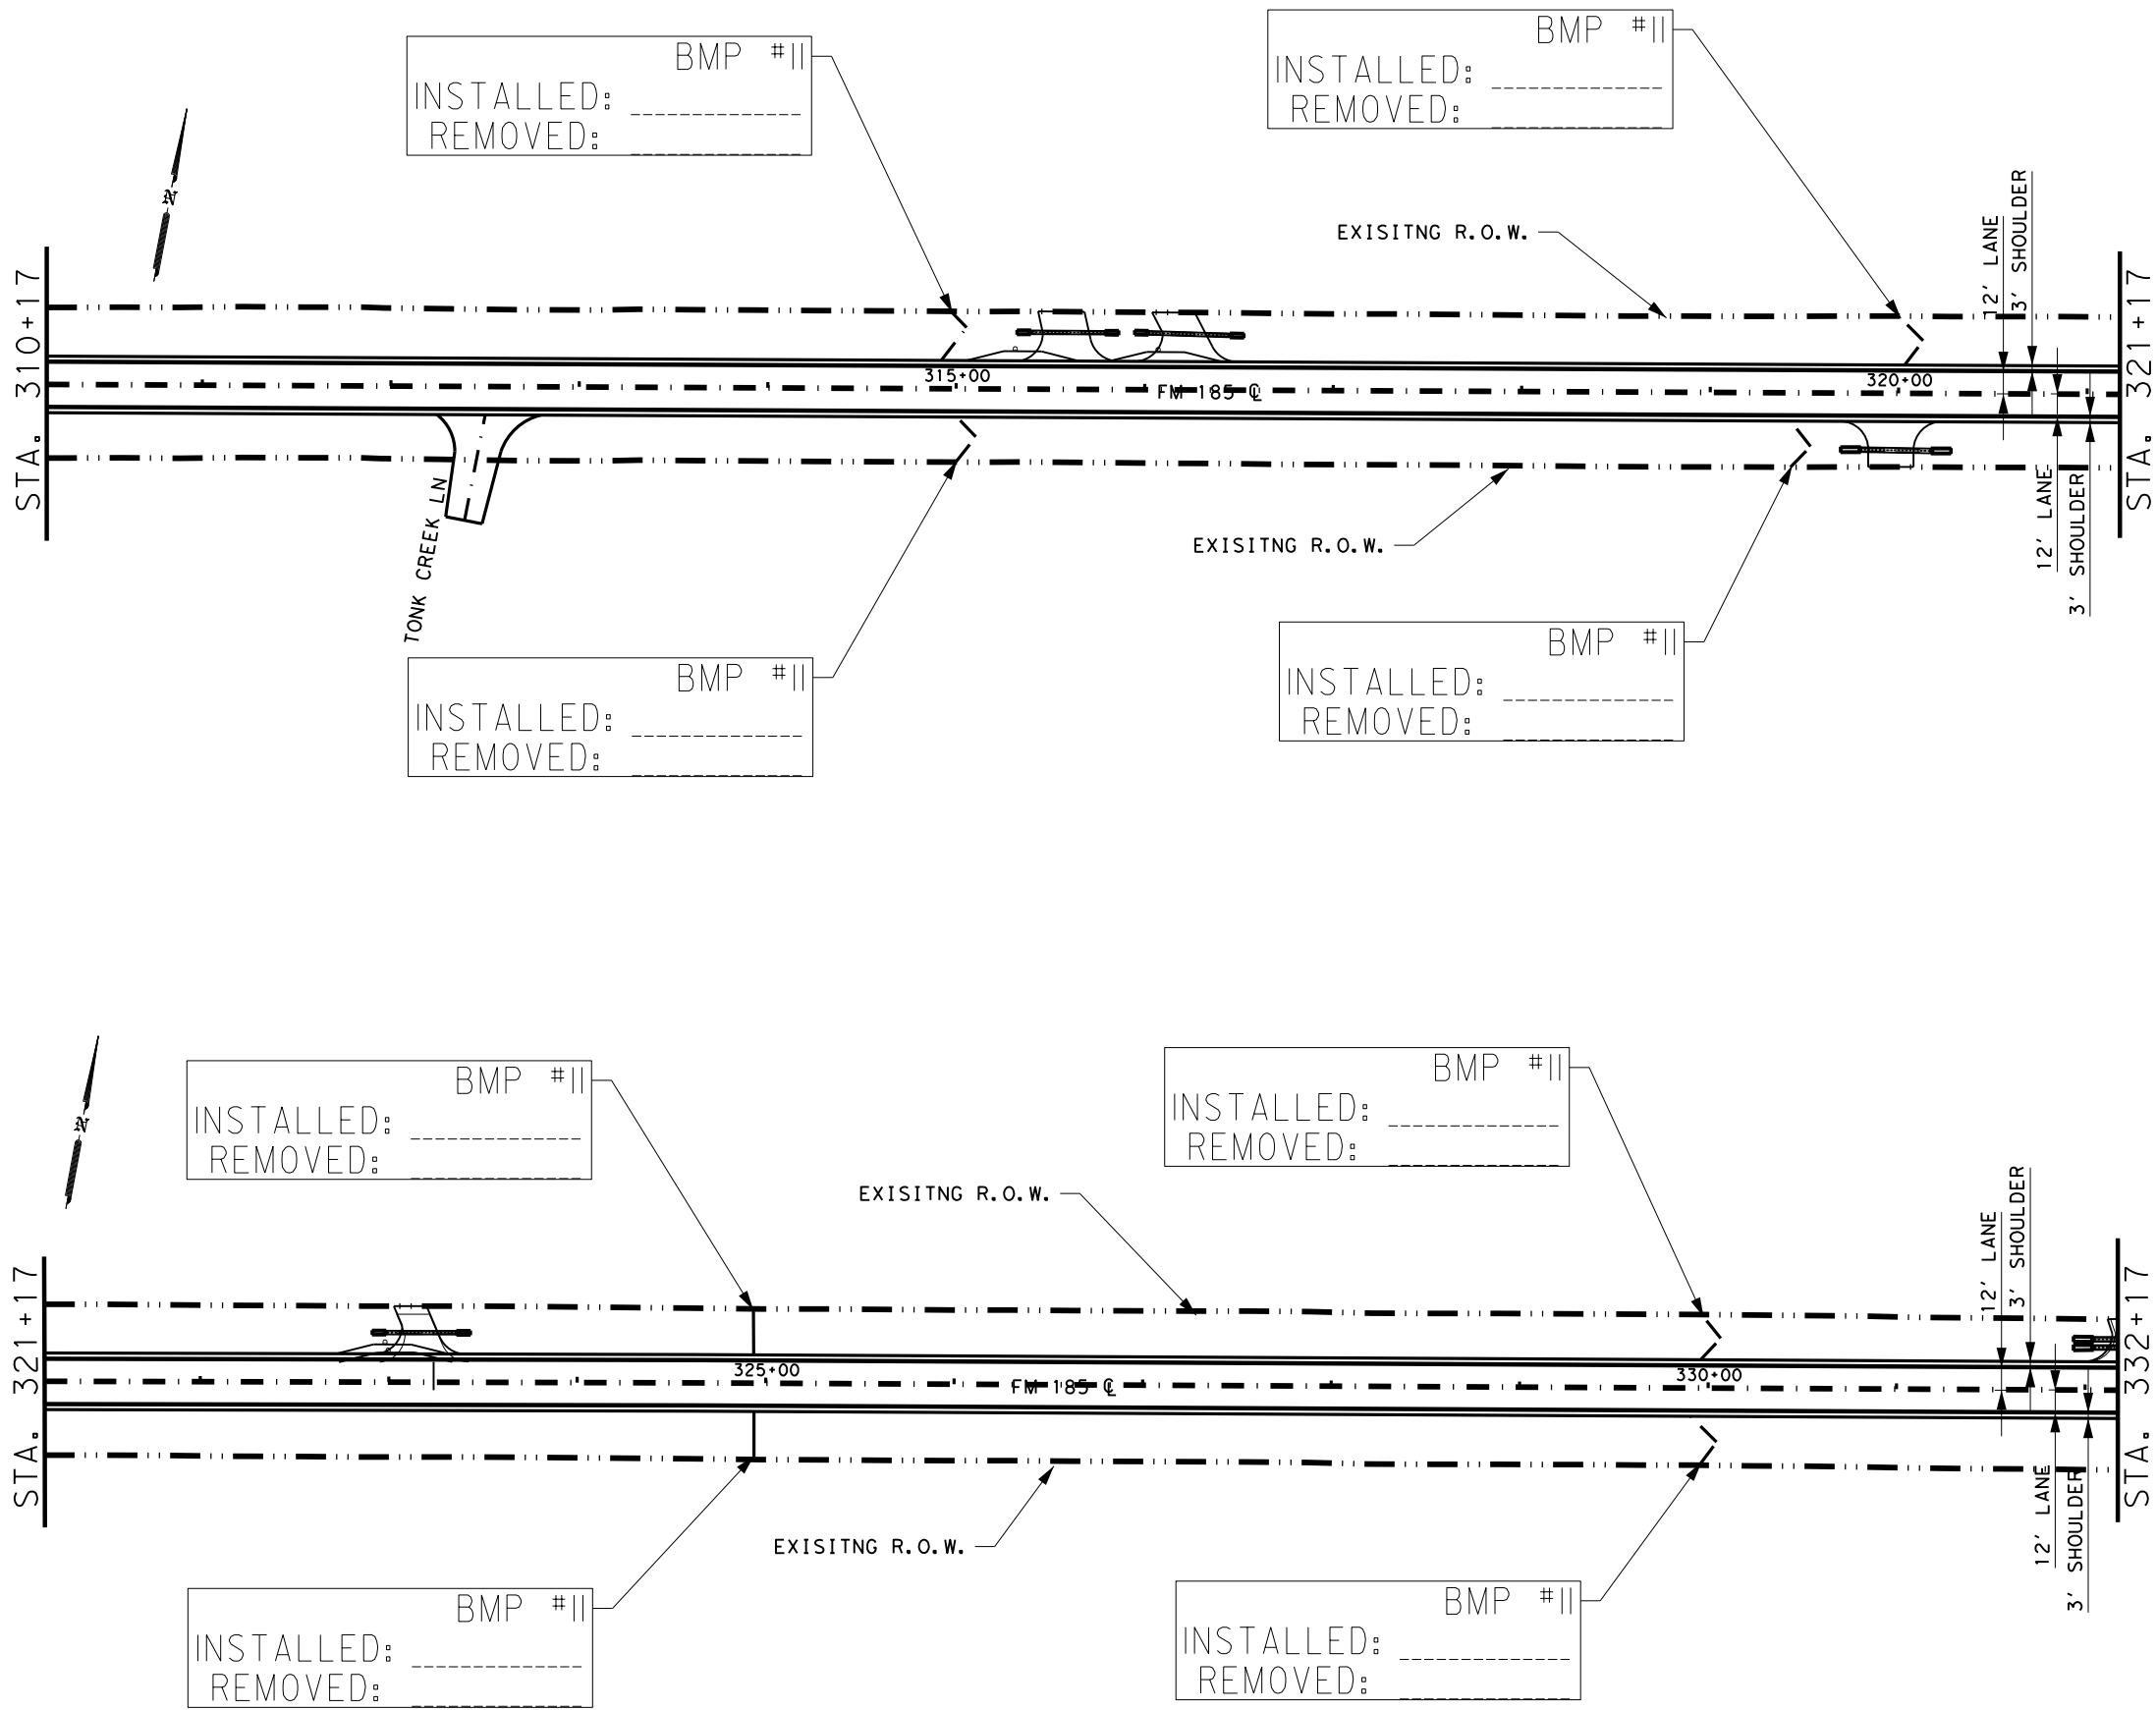 BMP #11
INSTALLED:
REMOVED:
BMP #11
INSTALLED:
REMOVED:
N
EXISITNG R.O.W.
12' LANE
3' SHOULDER
STA. 310+17
315+00
FM 185 ℄
320+00
STA. 321+17
TONK CREEK LN
EXISITNG R.O.W.
12' LANE
3' SHOULDER
BMP #11
INSTALLED:
REMOVED:
BMP #11
INSTALLED:
REMOVED:
N
BMP #11
INSTALLED:
REMOVED:
BMP #11
INSTALLED:
REMOVED:
EXISITNG R.O.W.
12' LANE
3' SHOULDER
STA. 321+17
325+00
FM 185 ℄
330+00
STA. 332+17
EXISITNG R.O.W.
12' LANE
3' SHOULDER
BMP #11
INSTALLED:
REMOVED:
BMP #11
INSTALLED:
REMOVED: